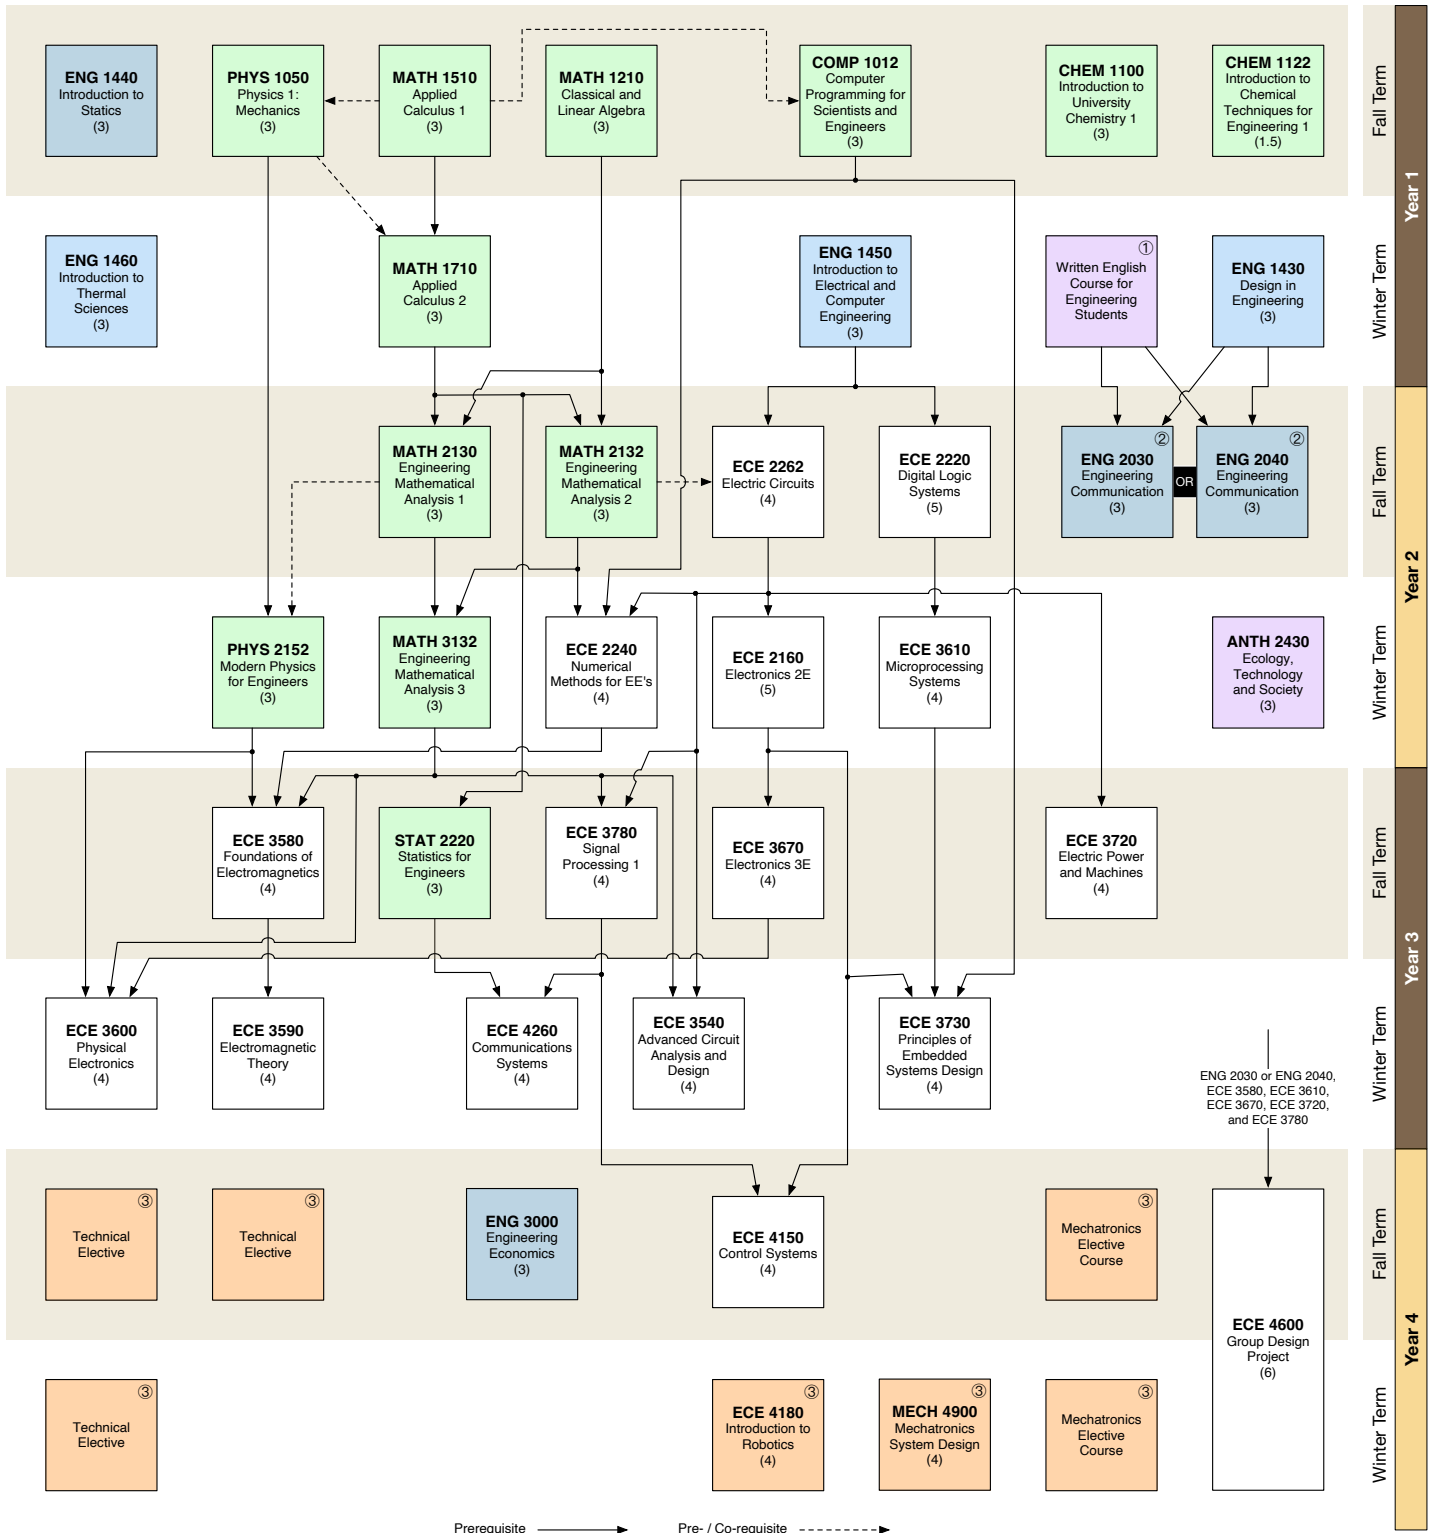 ENG 1440
Introduction to
Statics
(3)
PHYS 1050
Physics 1:
Mechanics
(3)
MATH 1510
Applied
Calculus 1
(3)
MATH 1210
Classical and
Linear Algebra
(3)
COMP 1012
Computer
Programming for
Scientists and
Engineers
(3)
CHEM 1100
Introduction to
University
Chemistry 1
(3)
CHEM 1122
Introduction to
Chemical
Techniques for
Engineering 1
(1.5)
Fall Term
Year 1
ENG 1460
Introduction to
Thermal
Sciences
(3)
MATH 1710
Applied
Calculus 2
(3)
ENG 1450
Introduction to
Electrical and
Computer
Engineering
(3)
①
Written English
Course for
Engineering
Students
ENG 1430
Design in
Engineering
(3)
Winter Term
MATH 2130
Engineering
Mathematical
Analysis 1
(3)
MATH 2132
Engineering
Mathematical
Analysis 2
(3)
ECE 2262
Electric Circuits
(4)
ECE 2220
Digital Logic
Systems
(5)
②
ENG 2030
Engineering
Communication
(3)
OR
②
ENG 2040
Engineering
Communication
(3)
Fall Term
Year 2
PHYS 2152
Modern Physics
for Engineers
(3)
MATH 3132
Engineering
Mathematical
Analysis 3
(3)
ECE 2240
Numerical
Methods for EE's
(4)
ECE 2160
Electronics 2E
(5)
ECE 3610
Microprocessing
Systems
(4)
ANTH 2430
Ecology,
Technology
and Society
(3)
Winter Term
ECE 3580
Foundations of
Electromagnetics
(4)
STAT 2220
Statistics for
Engineers
(3)
ECE 3780
Signal
Processing 1
(4)
ECE 3670
Electronics 3E
(4)
ECE 3720
Electric Power
and Machines
(4)
Fall Term
Year 3
ECE 3600
Physical
Electronics
(4)
ECE 3590
Electromagnetic
Theory
(4)
ECE 4260
Communications
Systems
(4)
ECE 3540
Advanced Circuit
Analysis and
Design
(4)
ECE 3730
Principles of
Embedded
Systems Design
(4)
ENG 2030 or ENG 2040,
ECE 3580, ECE 3610,
ECE 3670, ECE 3720,
and ECE 3780
Winter Term
③
Technical
Elective
③
Technical
Elective
ENG 3000
Engineering
Economics
(3)
ECE 4150
Control Systems
(4)
③
Mechatronics
Elective
Course
ECE 4600
Group Design
Project
(6)
Fall Term
Year 4
③
Technical
Elective
③
ECE 4180
Introduction to
Robotics
(4)
③
MECH 4900
Mechatronics
System Design
(4)
③
Mechatronics
Elective
Course
Winter Term
Prerequisite
Pre- / Co-requisite